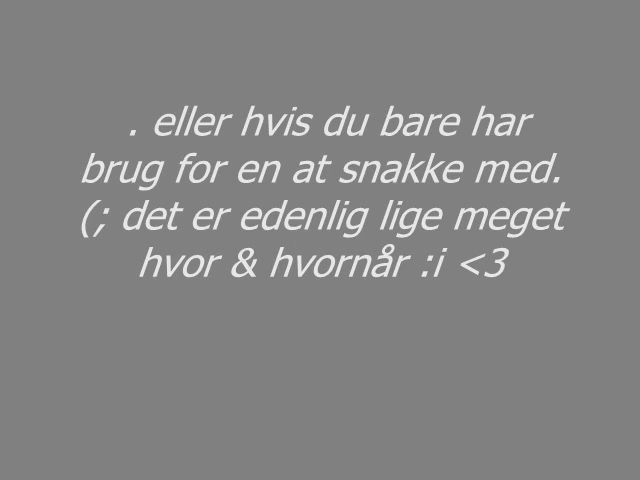 . eller hvis du bare har
brug for en at snakke med.
(; det er edenlig lige meget
hvor & hvornår :i <3